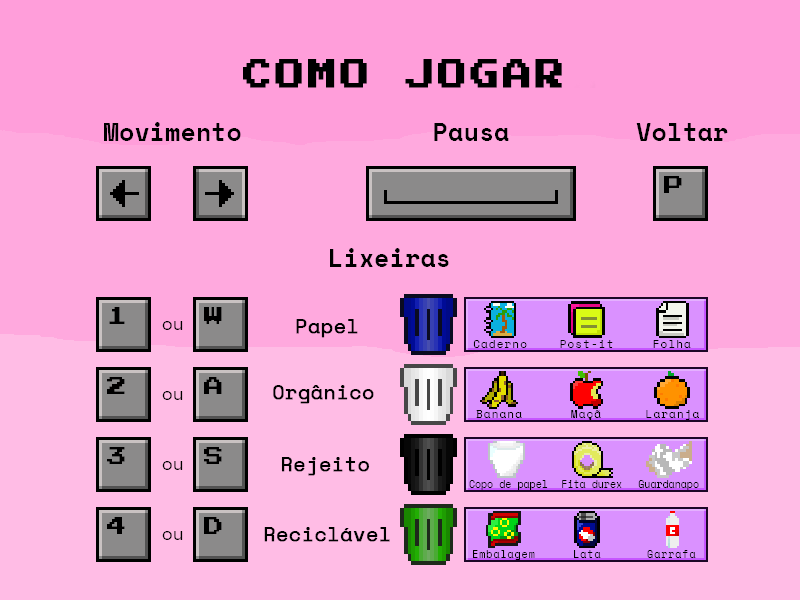 COMO JOGAR
Movimento Pausa Voltar
P
Lixeiras
1 ou W Papel
Caderno Post-it Folha
2 ou A Orgânico
Banana Maçã Laranja
3 ou S Rejeito
Copo de papel Fita durex Guardanapo
4 ou D Reciclável
Embalagem Lata Garrafa